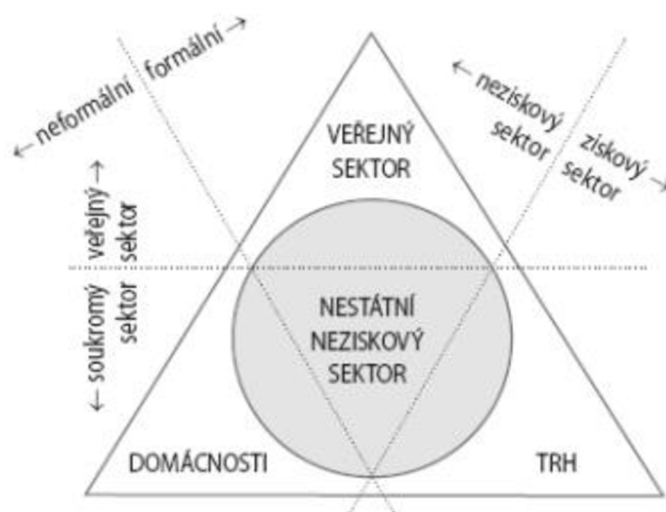 ← neformální formální →
← neziskový ziskový →
sektor sektor
VEŘEJNÝ
SEKTOR
← soukromý veřejný →
sektor sektor
NESTÁTNÍ
NEZISKOVÝ
SEKTOR
DOMÁCNOSTI
TRH